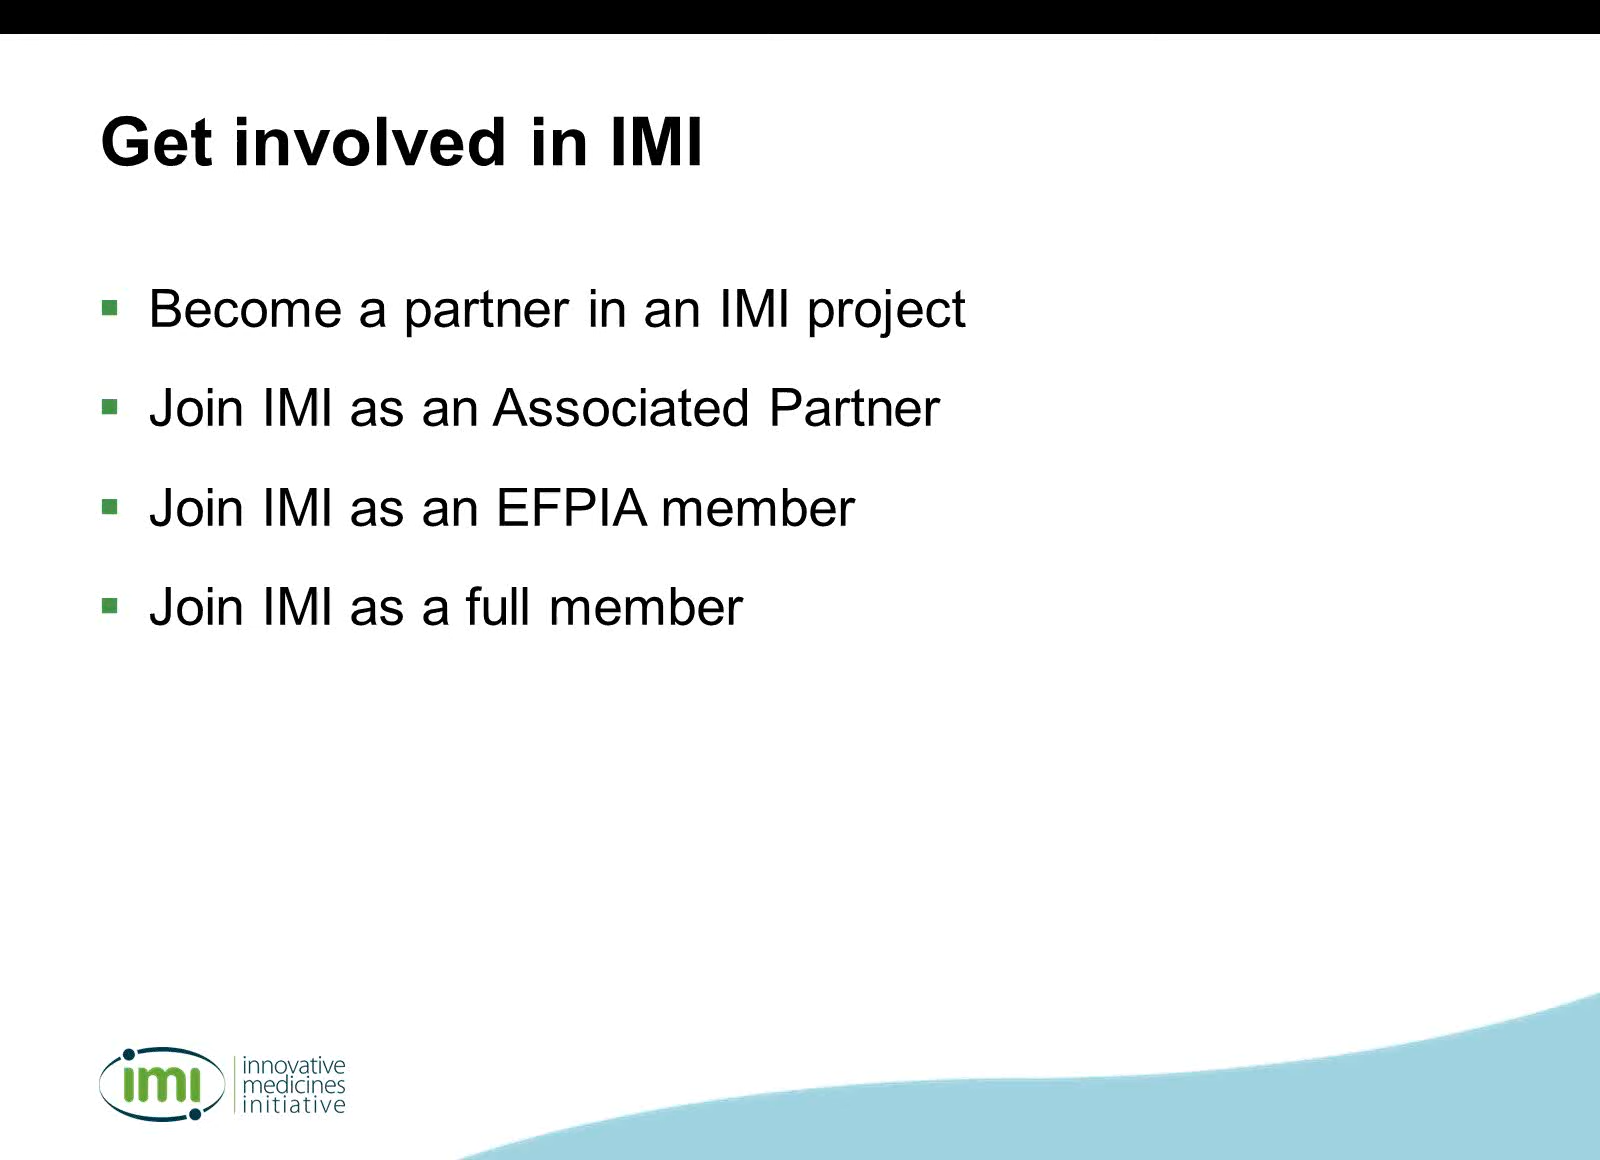 Get involved in IMI
Become a partner in an IMI project
Join IMI as an Associated Partner
Join IMI as an EFPIA member
Join IMI as a full member
imi
innovative
medicines
initiative